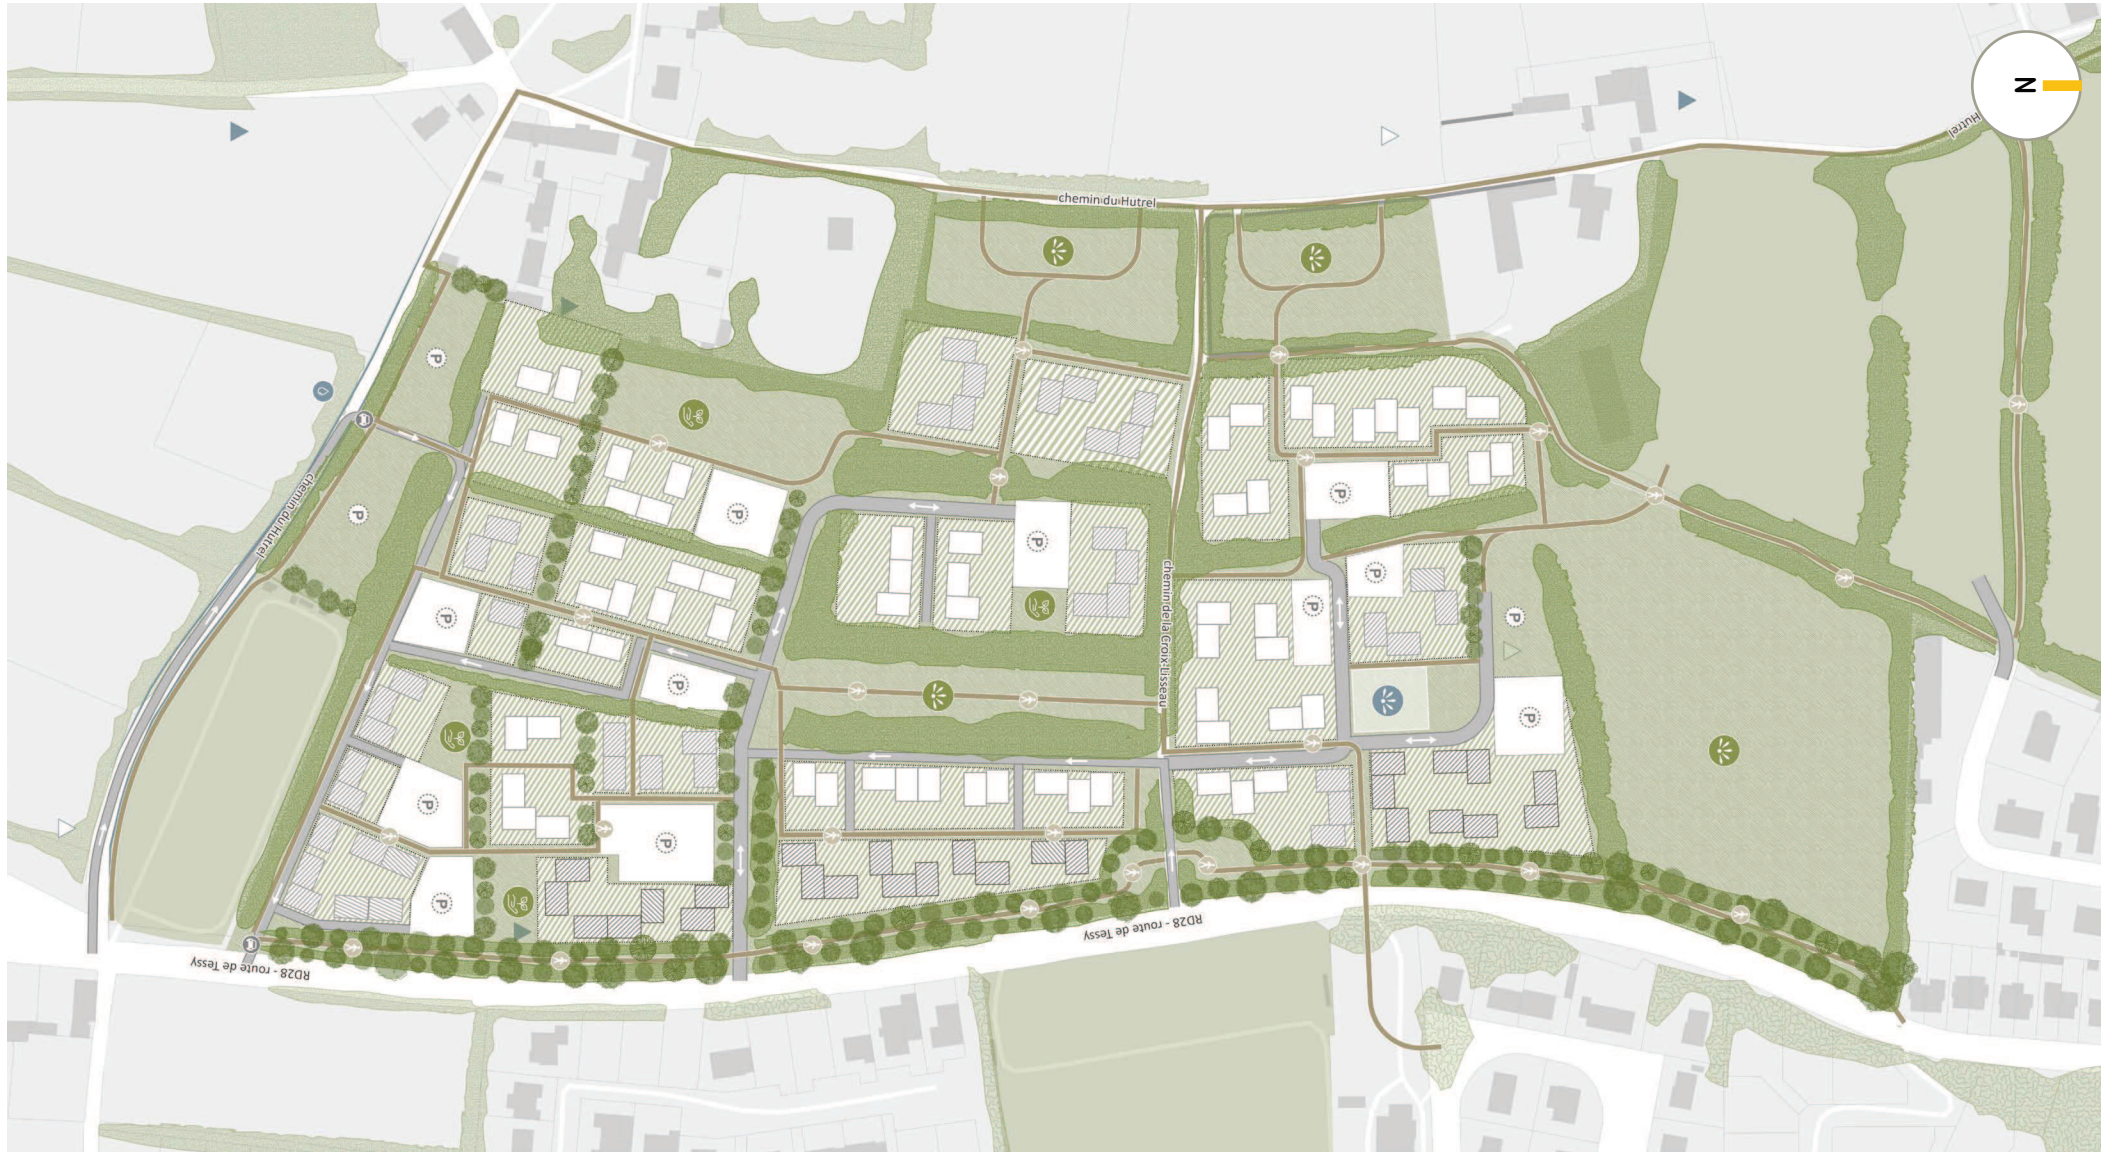 N
Hutrel
chemin du Hutrel
P
P
P
chemin du Hutrel
P
P
P
P
P
P
chemin de la Croix Lisseau
P
P
P
P
P
RD28 - route de Tessy
RD28 - route de Tessy